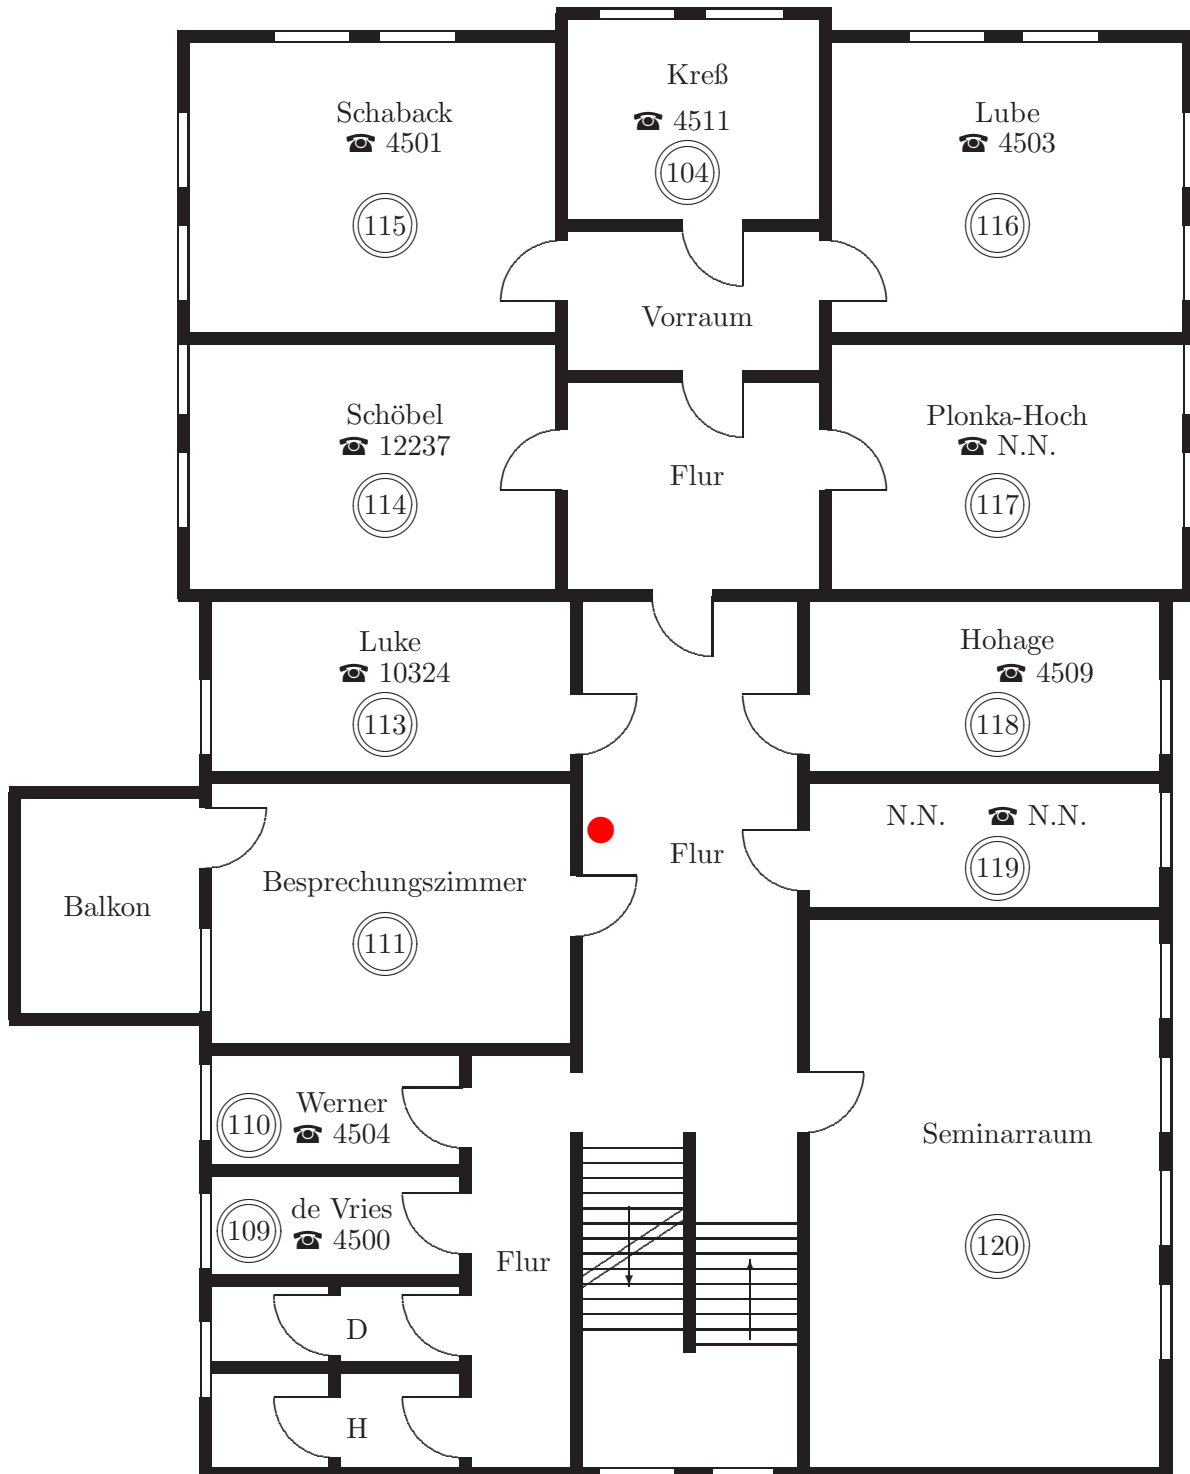 Kreß
☎ 4511
104
Schaback
☎ 4501
115
Lube
☎ 4503
116
Vorraum
Schöbel
☎ 12237
114
Flur
Plonka-Hoch
☎ N.N.
117
Luke
☎ 10324
113
Hohage
☎ 4509
118
N.N. ☎ N.N.
119
Flur
Besprechungszimmer
111
Balkon
Werner
110
☎ 4504
Seminarraum
120
de Vries
109
☎ 4500
Flur
D
H